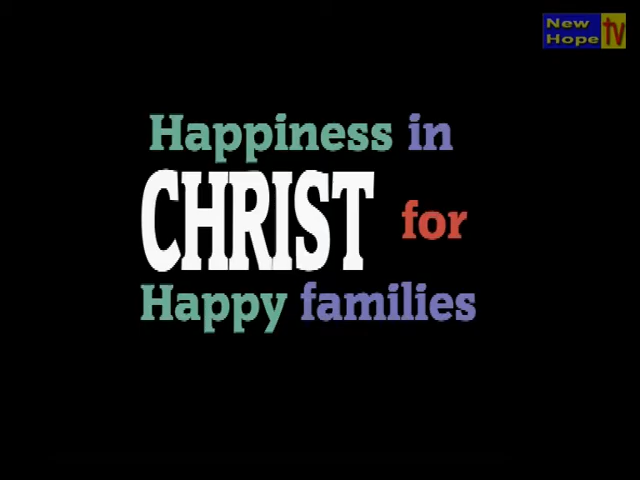 New
Hope TV
Happiness in
CHRIST for
Happy families